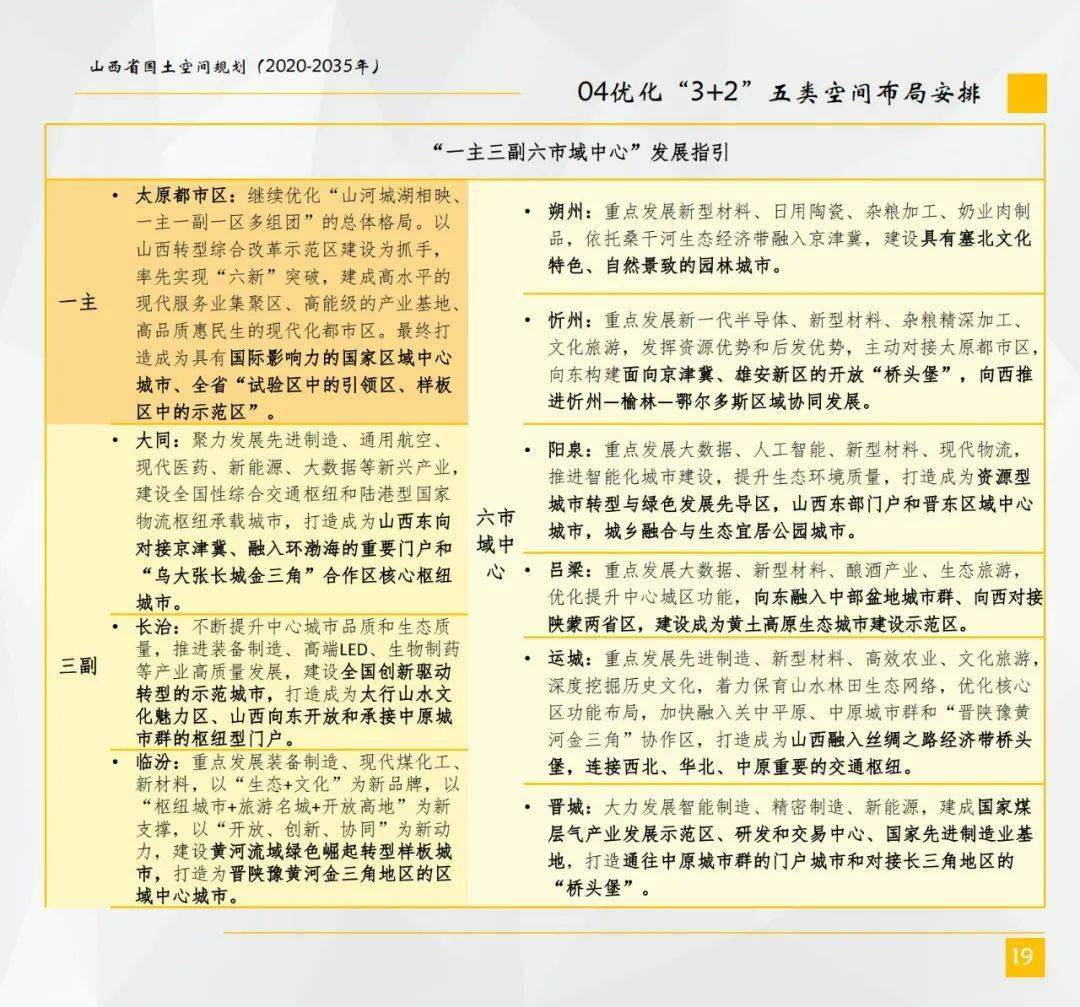 山西省国土空间规划（2020-2035年）
04优化“3+2”五类空间布局安排
“一主三副六市域中心”发展指引
一主
• 太原都市区：继续优化“山河城湖相映、
一主一副一区多组团”的总体格局。以
山西转型综合改革示范区建设为抓手，
率先实现“六新”突破，建成高水平的
现代服务业集聚区、高能级的产业基地、
高品质惠民生的现代化都市区。最终打
造成为具有国际影响力的国家区域中心
城市、全省“试验区中的引领区、样板
区中的示范区”。
三副
• 大同：聚力发展先进制造、通用航空、
现代医药、新能源、大数据等新兴产业，
建设全国性综合交通枢纽和陆港型国家
物流枢纽承载城市，打造成为山西东向
对接京津冀、融入环渤海的重要门户和
“乌大张长城金三角”合作区核心枢纽
城市。
• 长治：不断提升中心城市品质和生态质
量，推进装备制造、高端LED、生物制药
等产业高质量发展，建设全国创新驱动
转型的示范城市，打造成为太行山水文
化魅力区、山西向东开放和承接中原城
市群的枢纽型门户。
• 临汾：重点发展装备制造、现代煤化工、
新材料，以“生态+文化”为新品牌，以
“枢纽城市+旅游名城+开放高地”为新
支撑，以“开放、创新、协同”为新动
力，建设黄河流域绿色崛起转型样板城
市，打造为晋陕豫黄河金三角地区的区
域中心城市。
六市
域中
心
• 朔州：重点发展新型材料、日用陶瓷、杂粮加工、奶业肉制
品，依托桑干河生态经济带融入京津冀，建设具有塞北文化
特色、自然景致的园林城市。
• 忻州：重点发展新一代半导体、新型材料、杂粮精深加工、
文化旅游，发挥资源优势和后发优势，主动对接太原都市区，
向东构建面向京津冀、雄安新区的开放“桥头堡”，向西推
进忻州—榆林—鄂尔多斯区域协同发展。
• 阳泉：重点发展大数据、人工智能、新型材料、现代物流，
推进智能化城市建设，提升生态环境质量，打造成为资源型
城市转型与绿色发展先导区，山西东部门户和晋东区域中心
城市，城乡融合与生态宜居公园城市。
• 吕梁：重点发展大数据、新型材料、酿酒产业、生态旅游，
优化提升中心城区功能，向东融入中部盆地城市群、向西对接
陕蒙两省区，建设成为黄土高原生态城市建设示范区。
• 运城：重点发展先进制造、新型材料、高效农业、文化旅游，
深度挖掘历史文化，着力保育山水林田生态网络，优化核心
区功能布局，加快融入关中平原、中原城市群和“晋陕豫黄
河金三角”协作区，打造成为山西融入丝绸之路经济带桥头
堡，连接西北、华北、中原重要的交通枢纽。
• 晋城：大力发展智能制造、精密制造、新能源，建成国家煤
层气产业发展示范区、研发和交易中心、国家先进制造业基
地，打造通往中原城市群的门户城市和对接长三角地区的
“桥头堡”。
19